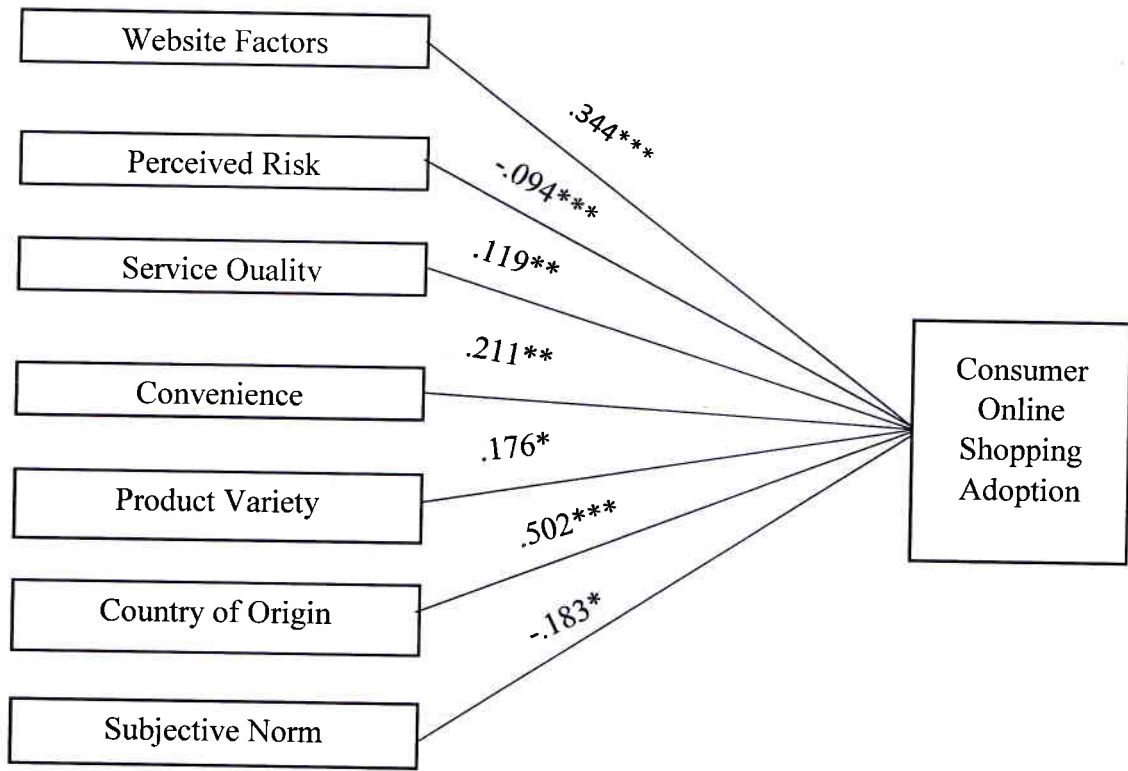 Website Factors
.344***
Perceived Risk
-.094***
Service Quality
.119**
.211**
Convenience
.176*
Product Variety
.502***
Country of Origin
-.183*
Subjective Norm
Consumer
Online
Shopping
Adoption